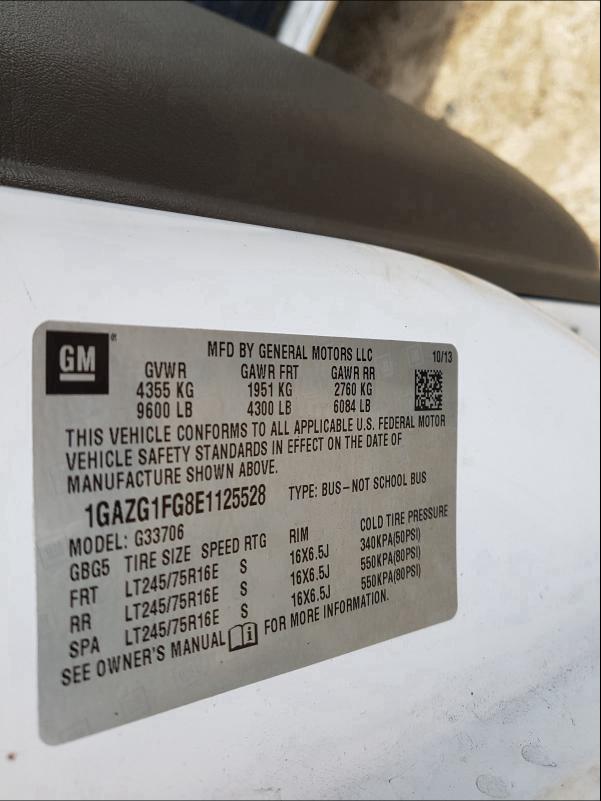 GM
MFD BY GENERAL MOTORS LLC 10/13
GVWR GAWR FRT GAWR RR
4355 KG 1951 KG 2760 KG
9600 LB 4300 LB 6084 LB
THIS VEHICLE CONFORMS TO ALL APPLICABLE U.S. FEDERAL MOTOR
VEHICLE SAFETY STANDARDS IN EFFECT ON THE DATE OF
MANUFACTURE SHOWN ABOVE.
1GAZG1FG8E1125528 TYPE: BUS–NOT SCHOOL BUS
MODEL: G33706
GBG5 TIRE SIZE SPEED RTG RIM COLD TIRE PRESSURE
FRT LT245/75R16E S 16X6.5J 340KPA(50PSI)
RR LT245/75R16E S 16X6.5J 550KPA(80PSI)
SPA LT245/75R16E S 16X6.5J 550KPA(80PSI)
SEE OWNER'S MANUAL i FOR MORE INFORMATION.